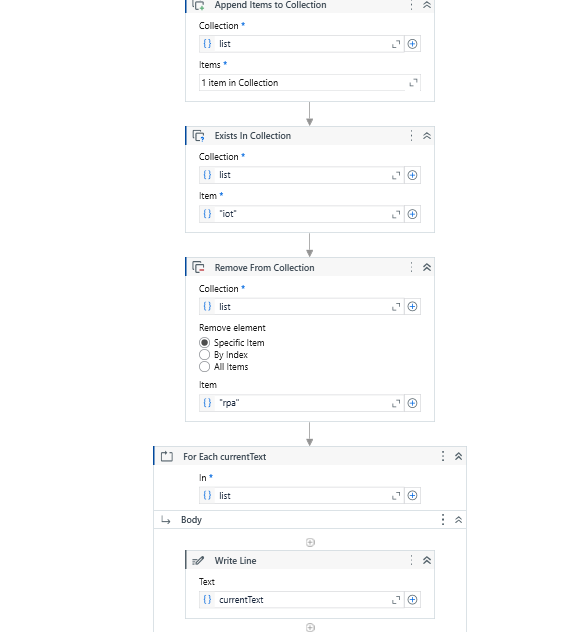 Append Items to Collection
Collection *
list
Items *
1 item in Collection
Exists In Collection
Collection *
list
Item *
"iot"
Remove From Collection
Collection *
list
Remove element
Specific Item
By Index
All Items
Item
"rpa"
For Each currentText
In *
list
Body
Write Line
Text
currentText